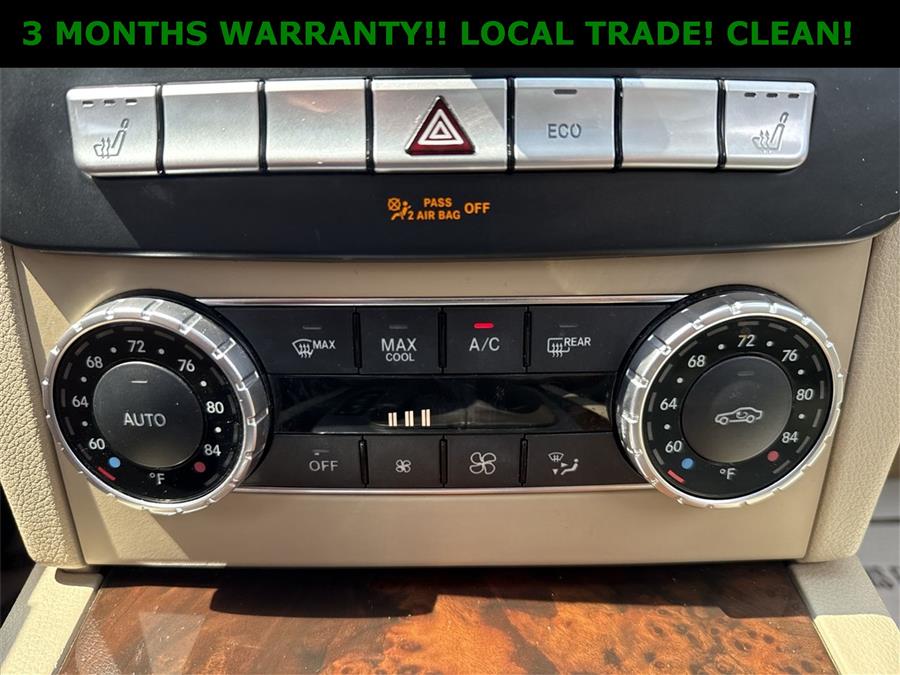 3 MONTHS WARRANTY!! LOCAL TRADE! CLEAN!
ECO
PASS
2 AIR BAG OFF
MAX
MAX
COOL
A/C
REAR
60 64 68 72 76 80 84
AUTO
°F
60 64 68 72 76 80 84
°F
OFF